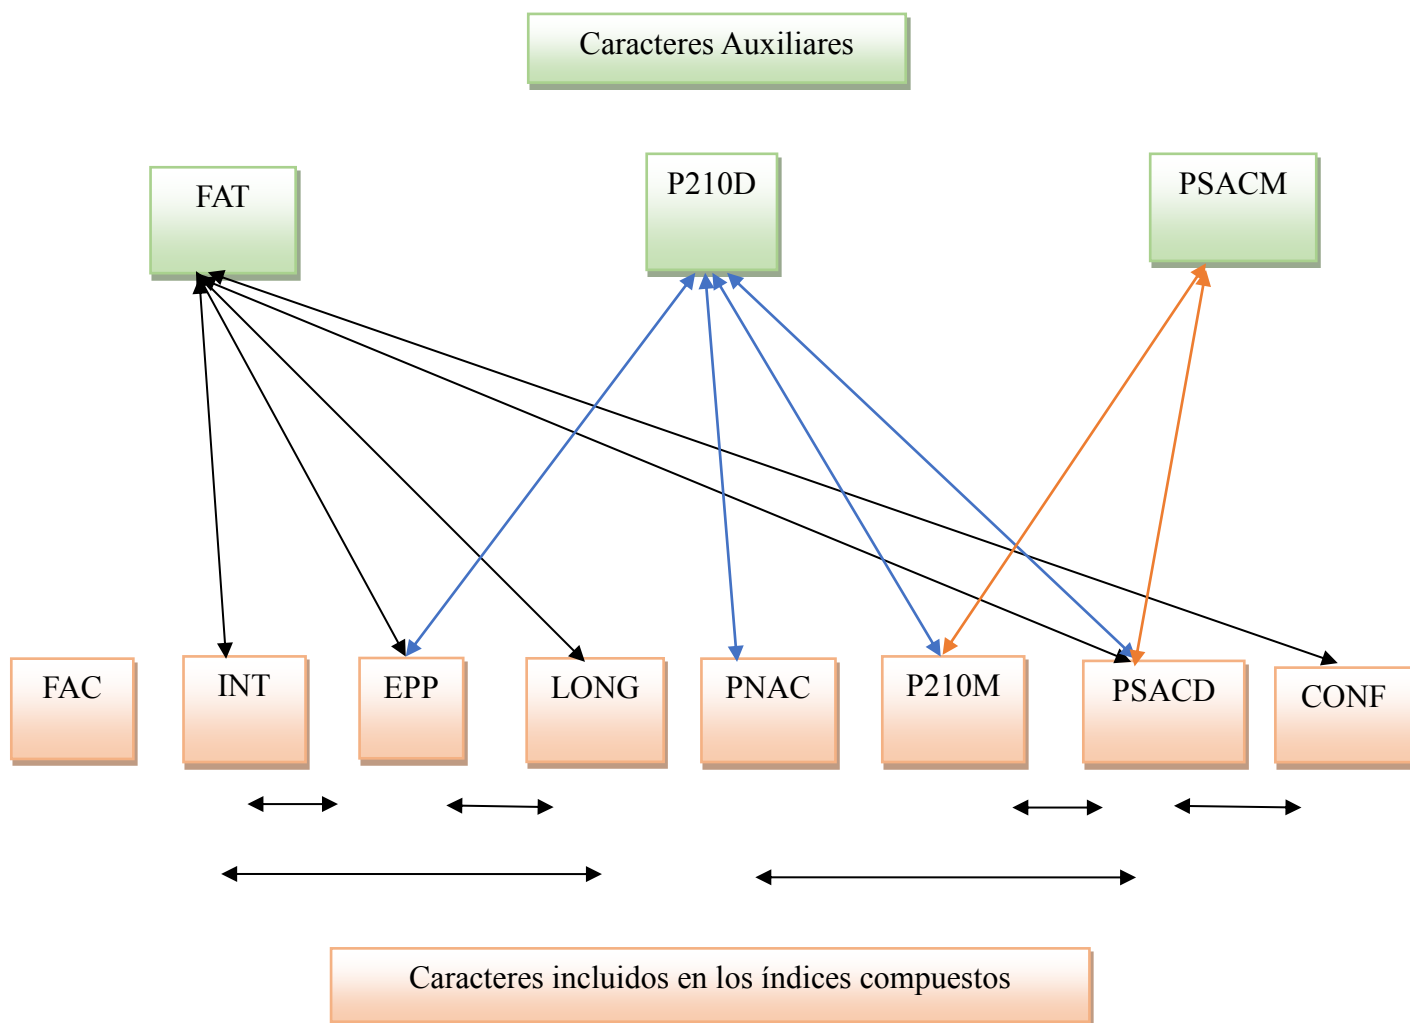 Caracteres Auxiliares
FAT
P210D
PSACM
FAC
INT
EPP
LONG
PNAC
P210M
PSACD
CONF
Caracteres incluidos en los índices compuestos